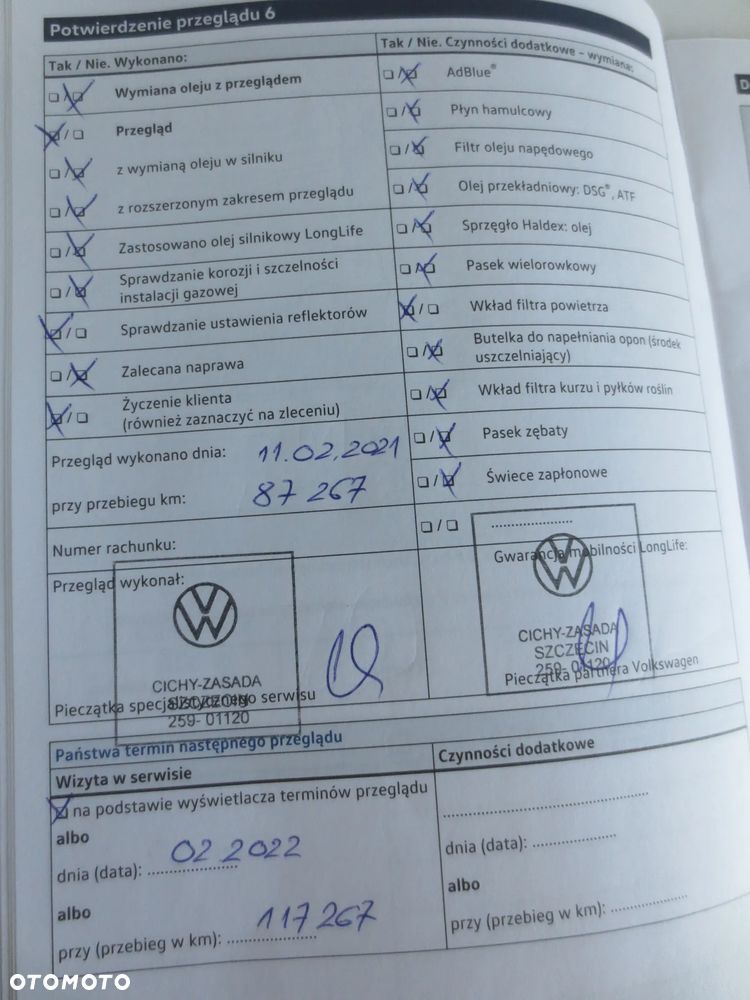 Potwierdzenie przeglądu 6
Tak / Nie. Wykonano:
Wymiana oleju z przeglądem
Przegląd
z wymianą oleju w silniku
z rozszerzonym zakresem przeglądu
Zastosowano olej silnikowy LongLife
Sprawdzanie korozji i szczelności
instalacji gazowej
Sprawdzanie ustawienia reflektorów
Zalecana naprawa
Życzenie klienta
(również zaznaczyć na zleceniu)
Przegląd wykonano dnia: 11.02.2021
przy przebiegu km: 87 267
Numer rachunku:
Przegląd wykonał:
CICHY-ZASADA
SZCZECIN
259- 01120
Pieczątka specjalistycznego serwisu
Tak / Nie. Czynności dodatkowe – wymiana:
AdBlue®
Płyn hamulcowy
Filtr oleju napędowego
Olej przekładniowy: DSG®, ATF
Sprzęgło Haldex: olej
Pasek wielorowkowy
Wkład filtra powietrza
Butelka do napełniania opon (środek
uszczelniający)
Wkład filtra kurzu i pyłków roślin
Pasek zębaty
Świece zapłonowe
Gwarancja mobilności LongLife:
CICHY-ZASADA
SZCZECIN
259- 01120
Pieczątka partnera Volkswagen
Państwa termin następnego przeglądu
Wizyta w serwisie
na podstawie wyświetlacza terminów przeglądu
albo
dnia (data): 02 2022
albo
przy (przebieg w km): 117 267
Czynności dodatkowe
dnia (data):
albo
przy (przebieg w km):
D
OTOMOTO